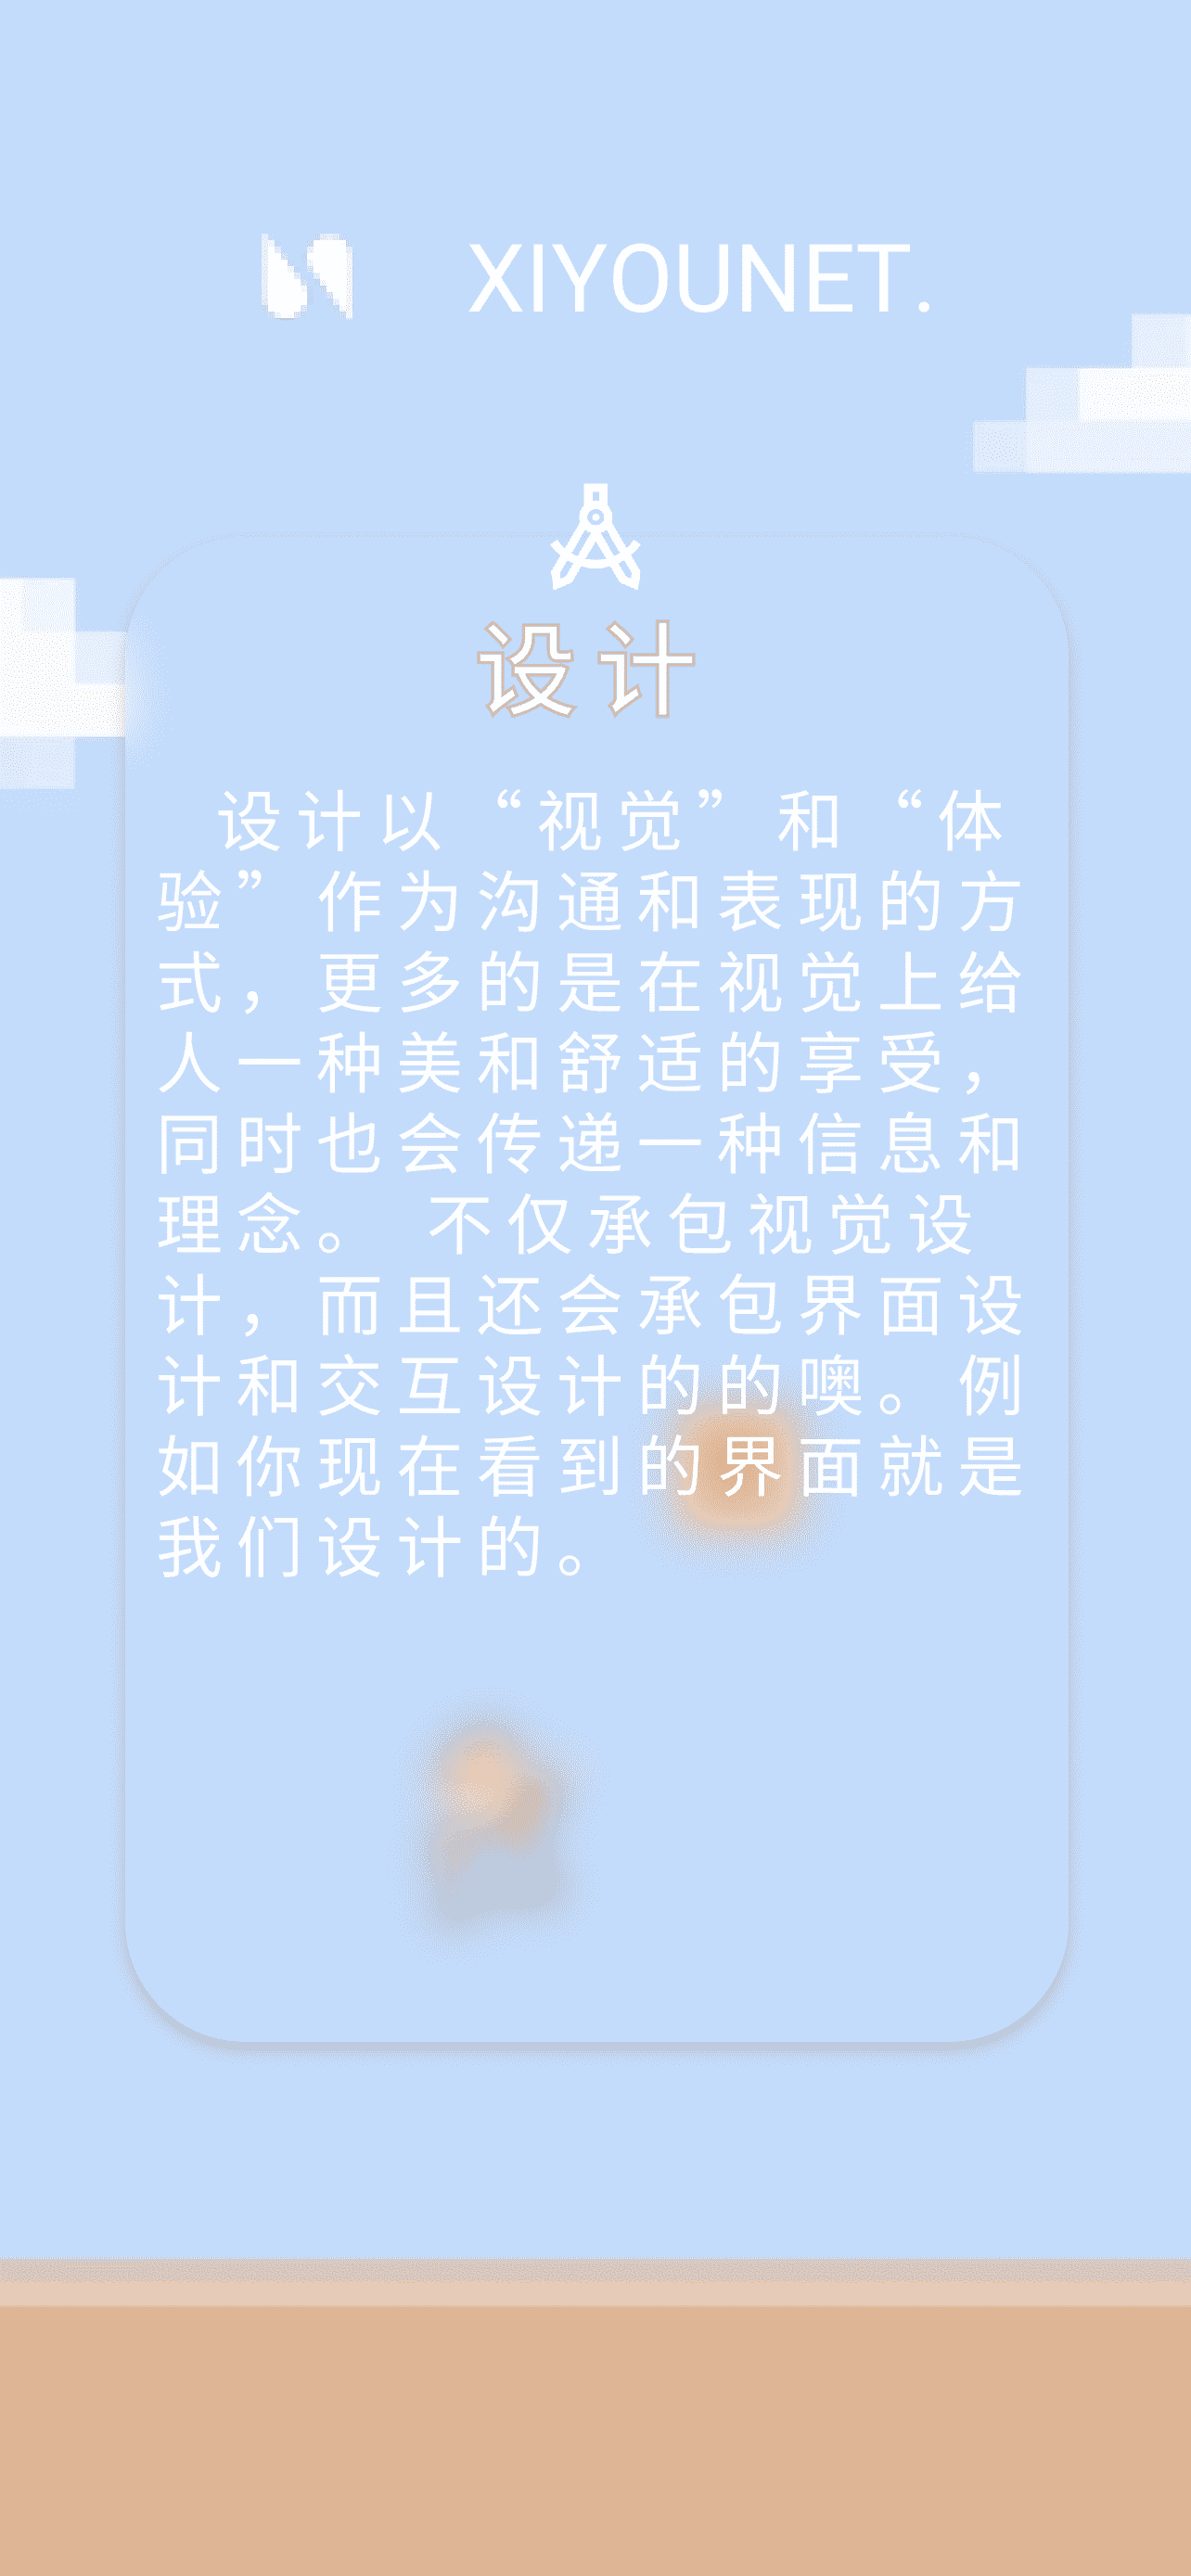 XIYOUNET.
设计
设计以“视觉”和“体
验”作为沟通和表现的方
式，更多的是在视觉上给
人一种美和舒适的享受，
同时也会传递一种信息和
理念。 不仅承包视觉设
计，而且还会承包界面设
计和交互设计的的噢。例
如你现在看到的界面就是
我们设计的。